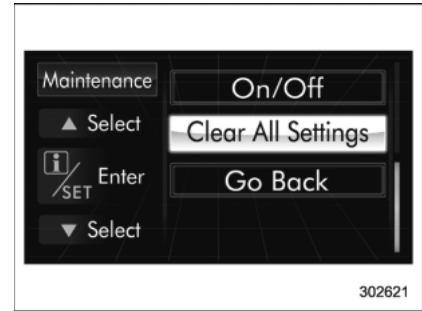 Maintenance
▲ Select
i/SET Enter
▼ Select
On/Off
Clear All Settings
Go Back
302621